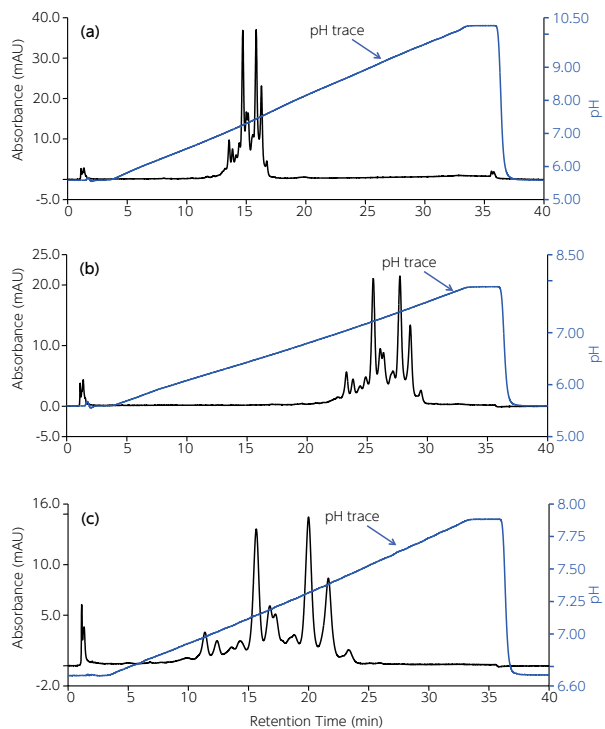 (a)
pH trace
Absorbance (mAU)
40.0
30.0
20.0
10.0
-5.0
10.50
9.00
8.00
7.00
6.00
5.00
pH
0 5 10 15 20 25 30 35 40
(b)
pH trace
Absorbance (mAU)
25.0
20.0
10.0
0.0
-5.0
8.50
7.00
6.00
5.00
pH
0 5 10 15 20 25 30 35 40
(c)
pH trace
Absorbance (mAU)
16.0
10.0
5.0
-2.0
8.00
7.75
7.50
7.25
7.00
6.60
pH
0 5 10 15 20 25 30 35 40
Retention Time (min)